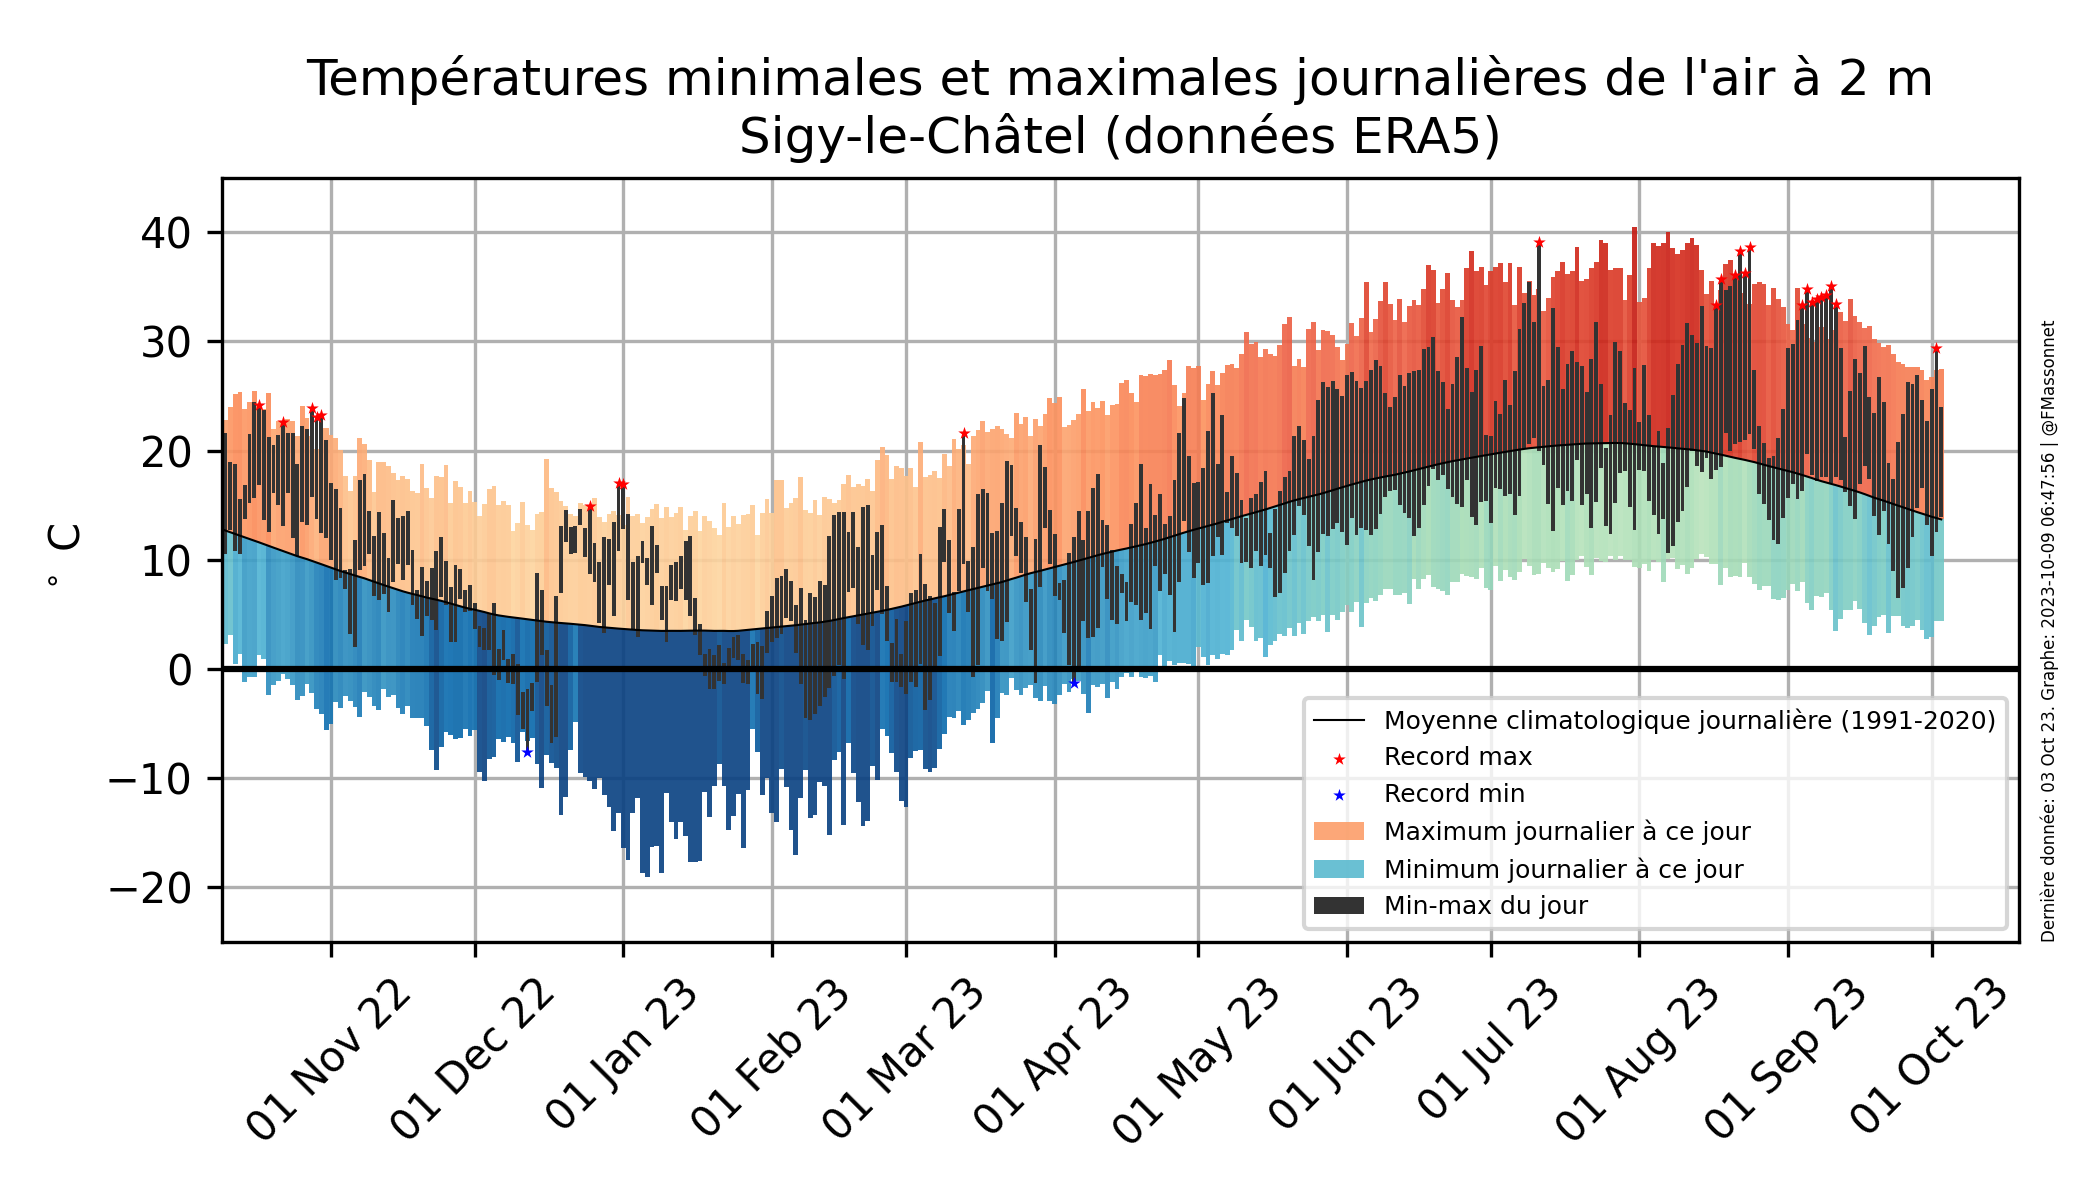 Températures minimales et maximales journalières de l'air à 2 m
Sigy-le-Châtel (données ERA5)
° C
40
30
20
10
0
−10
−20
01 Nov 22
01 Dec 22
01 Jan 23
01 Feb 23
01 Mar 23
01 Apr 23
01 May 23
01 Jun 23
01 Jul 23
01 Aug 23
01 Sep 23
01 Oct 23
Moyenne climatologique journalière (1991-2020)
Record max
Record min
Maximum journalier à ce jour
Minimum journalier à ce jour
Min-max du jour
Dernière donnée: 03 Oct 23. Graphe: 2023-10-09 06:47:56 | @FMassonnet